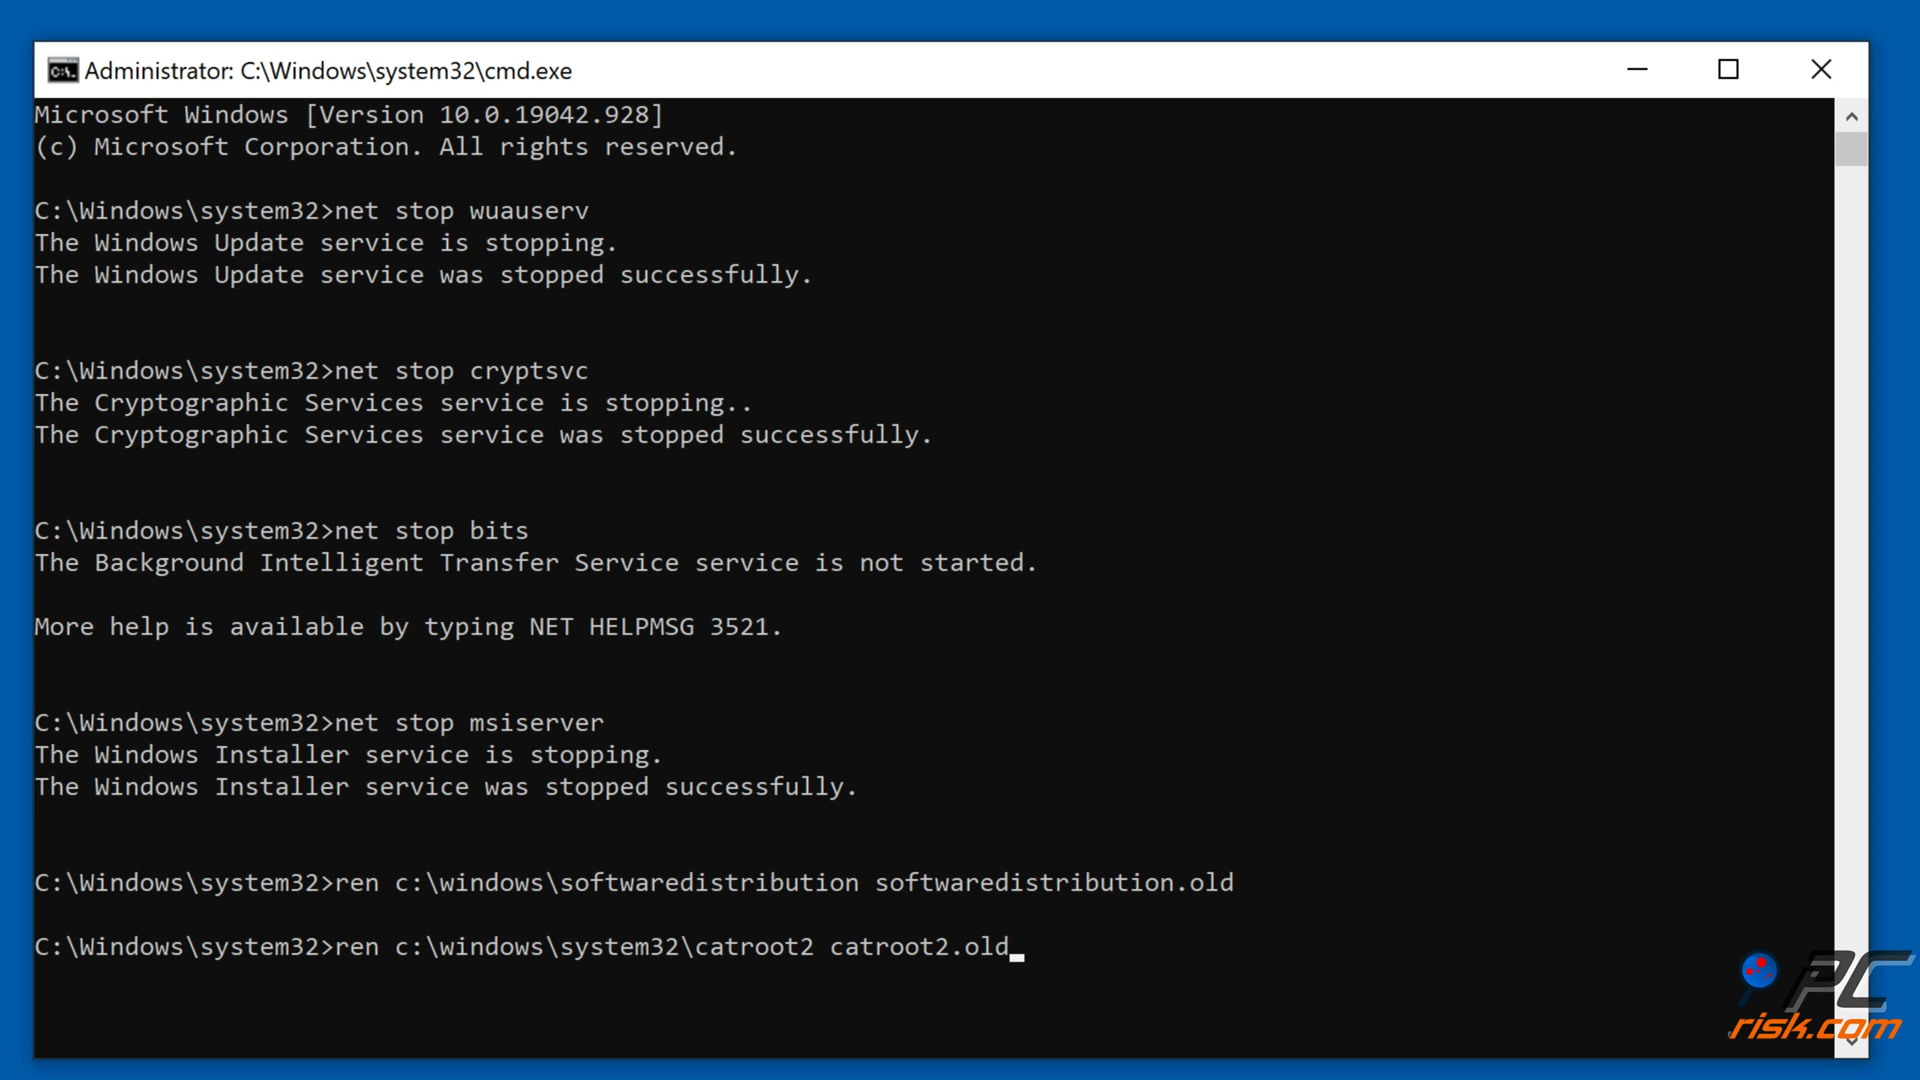 Administrator: C:\Windows\system32\cmd.exe
Microsoft Windows [Version 10.0.19042.928]
(c) Microsoft Corporation. All rights reserved.
C:\Windows\system32>net stop wuauserv
The Windows Update service is stopping.
The Windows Update service was stopped successfully.
C:\Windows\system32>net stop cryptsvc
The Cryptographic Services service is stopping..
The Cryptographic Services service was stopped successfully.
C:\Windows\system32>net stop bits
The Background Intelligent Transfer Service service is not started.
More help is available by typing NET HELPMSG 3521.
C:\Windows\system32>net stop msiserver
The Windows Installer service is stopping.
The Windows Installer service was stopped successfully.
C:\Windows\system32>ren c:\windows\softwaredistribution softwaredistribution.old
C:\Windows\system32>ren c:\windows\system32\catroot2 catroot2.old
PC
risk.com